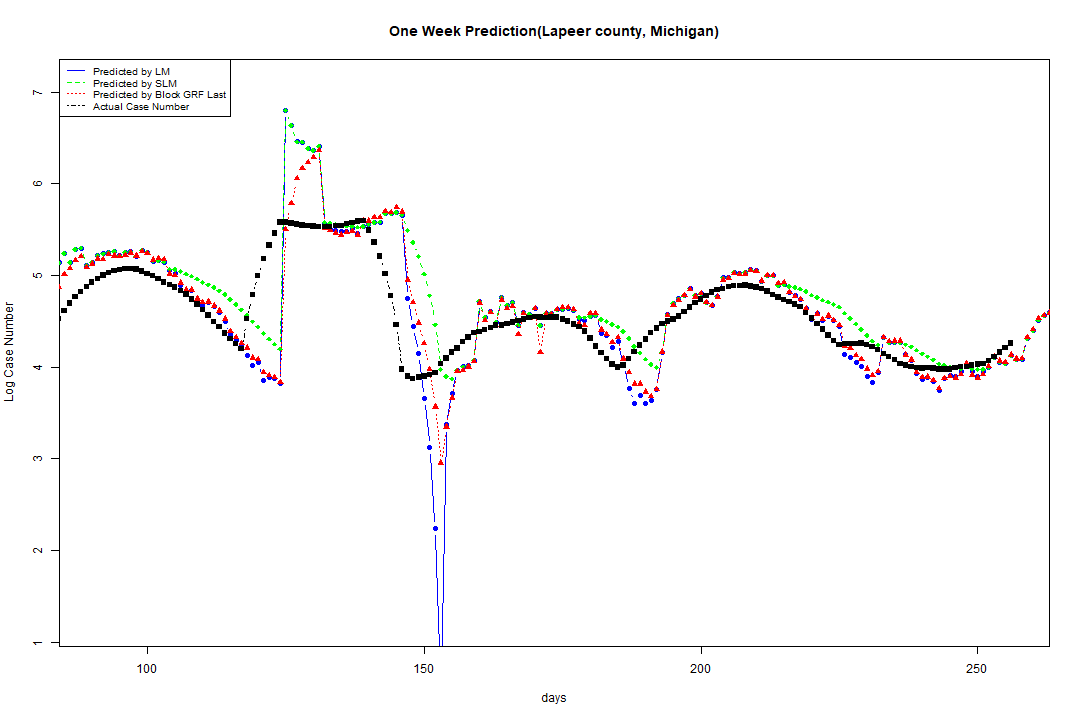 One Week Prediction(Lapeer county, Michigan)
Predicted by LM
Predicted by SLM
Predicted by Block GRF Last
Actual Case Number
7
6
5
4
3
2
1
Log Case Number
100 150 200 250
days